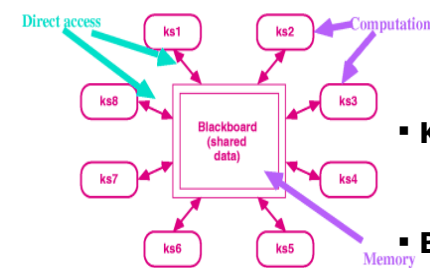 Direct access
ks1
ks2
Computation
ks8
ks3
Blackboard
(shared
data)
ks7
ks4
ks6
ks5
Memory